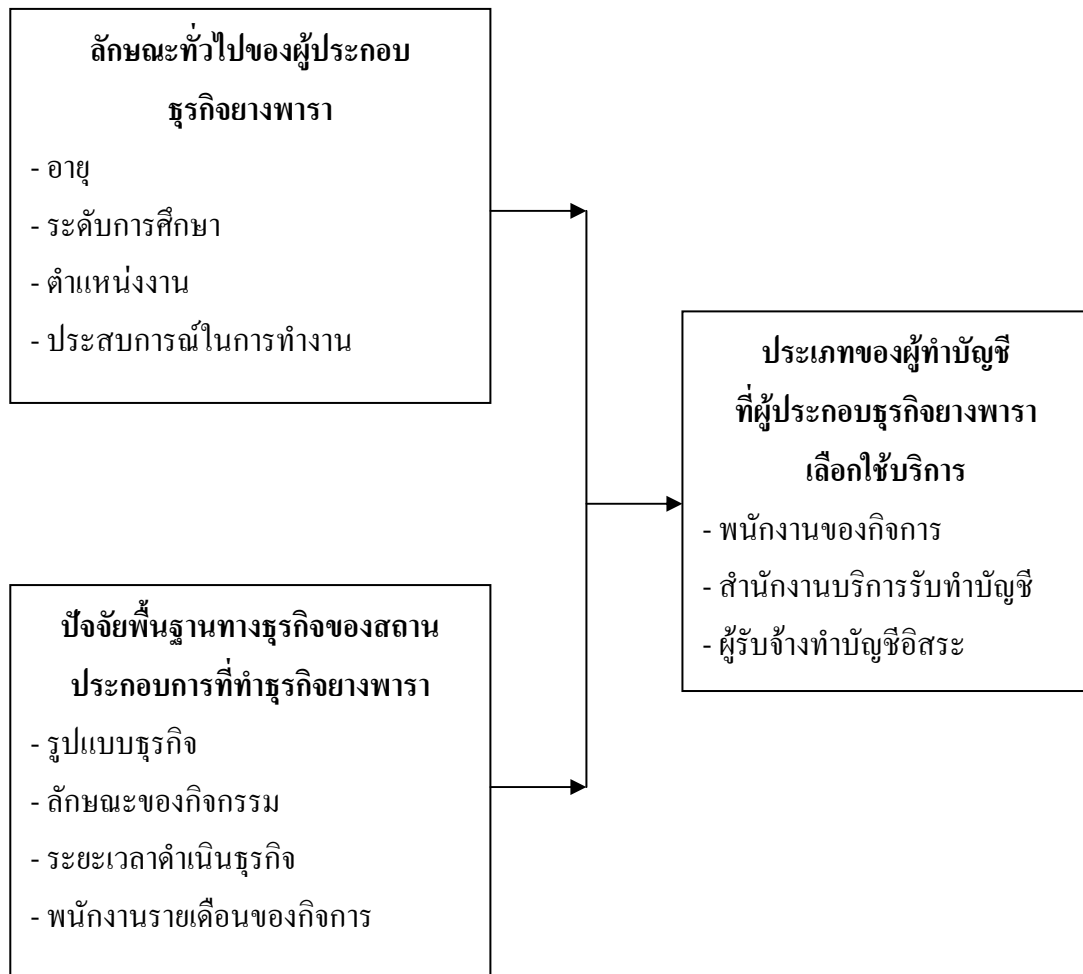 ลักษณะทั่วไปของผู้ประกอบ
ธุรกิจยางพารา
- อายุ
- ระดับการศึกษา
- ตำแหน่งงาน
- ประสบการณ์ในการทำงาน
ปัจจัยพื้นฐานทางธุรกิจของสถาน
ประกอบการที่ทำธุรกิจยางพารา
- รูปแบบธุรกิจ
- ลักษณะของกิจกรรม
- ระยะเวลาดำเนินธุรกิจ
- พนักงานรายเดือนของกิจการ
ประเภทของผู้ทำบัญชี
ที่ผู้ประกอบธุรกิจยางพารา
เลือกใช้บริการ
- พนักงานของกิจการ
- สำนักงานบริการรับทำบัญชี
- ผู้รับจ้างทำบัญชีอิสระ